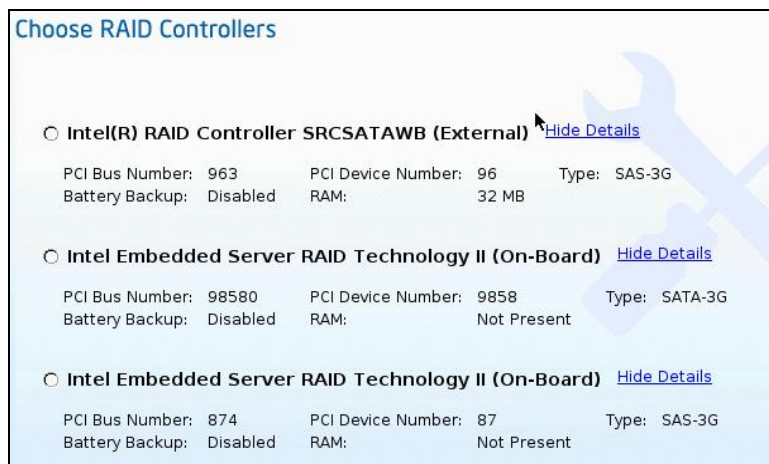 Choose RAID Controllers
Intel(R) RAID Controller SRCSATAWB (External) Hide Details
PCI Bus Number: 963 PCI Device Number: 96 Type: SAS-3G
Battery Backup: Disabled RAM: 32 MB
Intel Embedded Server RAID Technology II (On-Board) Hide Details
PCI Bus Number: 98580 PCI Device Number: 9858 Type: SATA-3G
Battery Backup: Disabled RAM: Not Present
Intel Embedded Server RAID Technology II (On-Board) Hide Details
PCI Bus Number: 874 PCI Device Number: 87 Type: SAS-3G
Battery Backup: Disabled RAM: Not Present